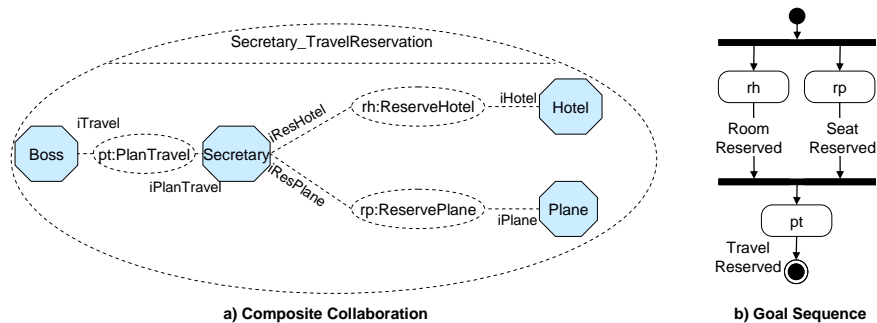 Secretary_TravelReservation
iTravel
Boss
pt:PlanTravel
iPlanTravel
Secretary
iResHotel
rh:ReserveHotel
iHotel
Hotel
iResPlane
rp:ReservePlane
iPlane
Plane
a) Composite Collaboration
rh
rp
Room
Reserved
Seat
Reserved
pt
Travel
Reserved
b) Goal Sequence